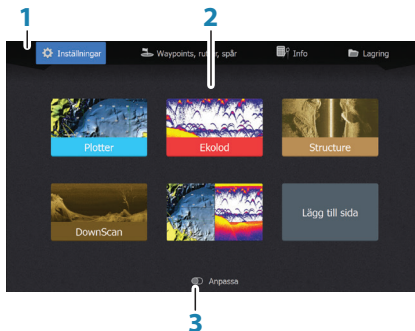 1
2
Inställningar
Waypoints, rutter, spår
Info
Lagring
Plotter
Ekolod
Structure
DownScan
Lägg till sida
Anpassa
3